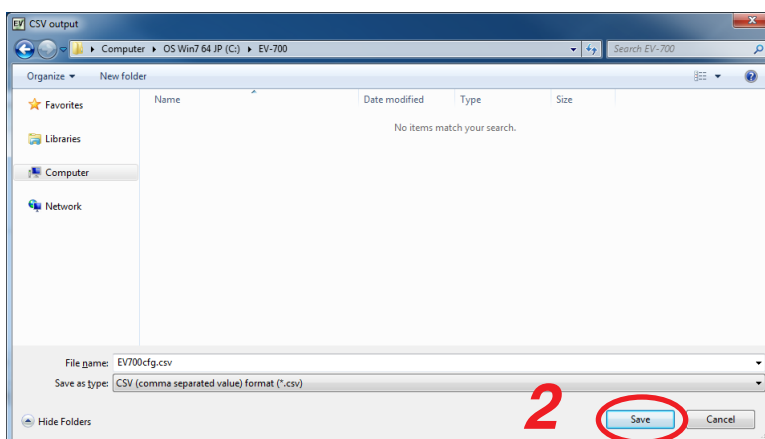 EV CSV output
Computer ▸ OS Win7 64 JP (C:) ▸ EV-700
Search EV-700
Organize
New folder
Name
Date modified
Type
Size
No items match your search.
Favorites
Libraries
Computer
Network
File name: EV700cfg.csv
Save as type: CSV (comma separated value) format (*.csv)
Hide Folders
2
Save
Cancel